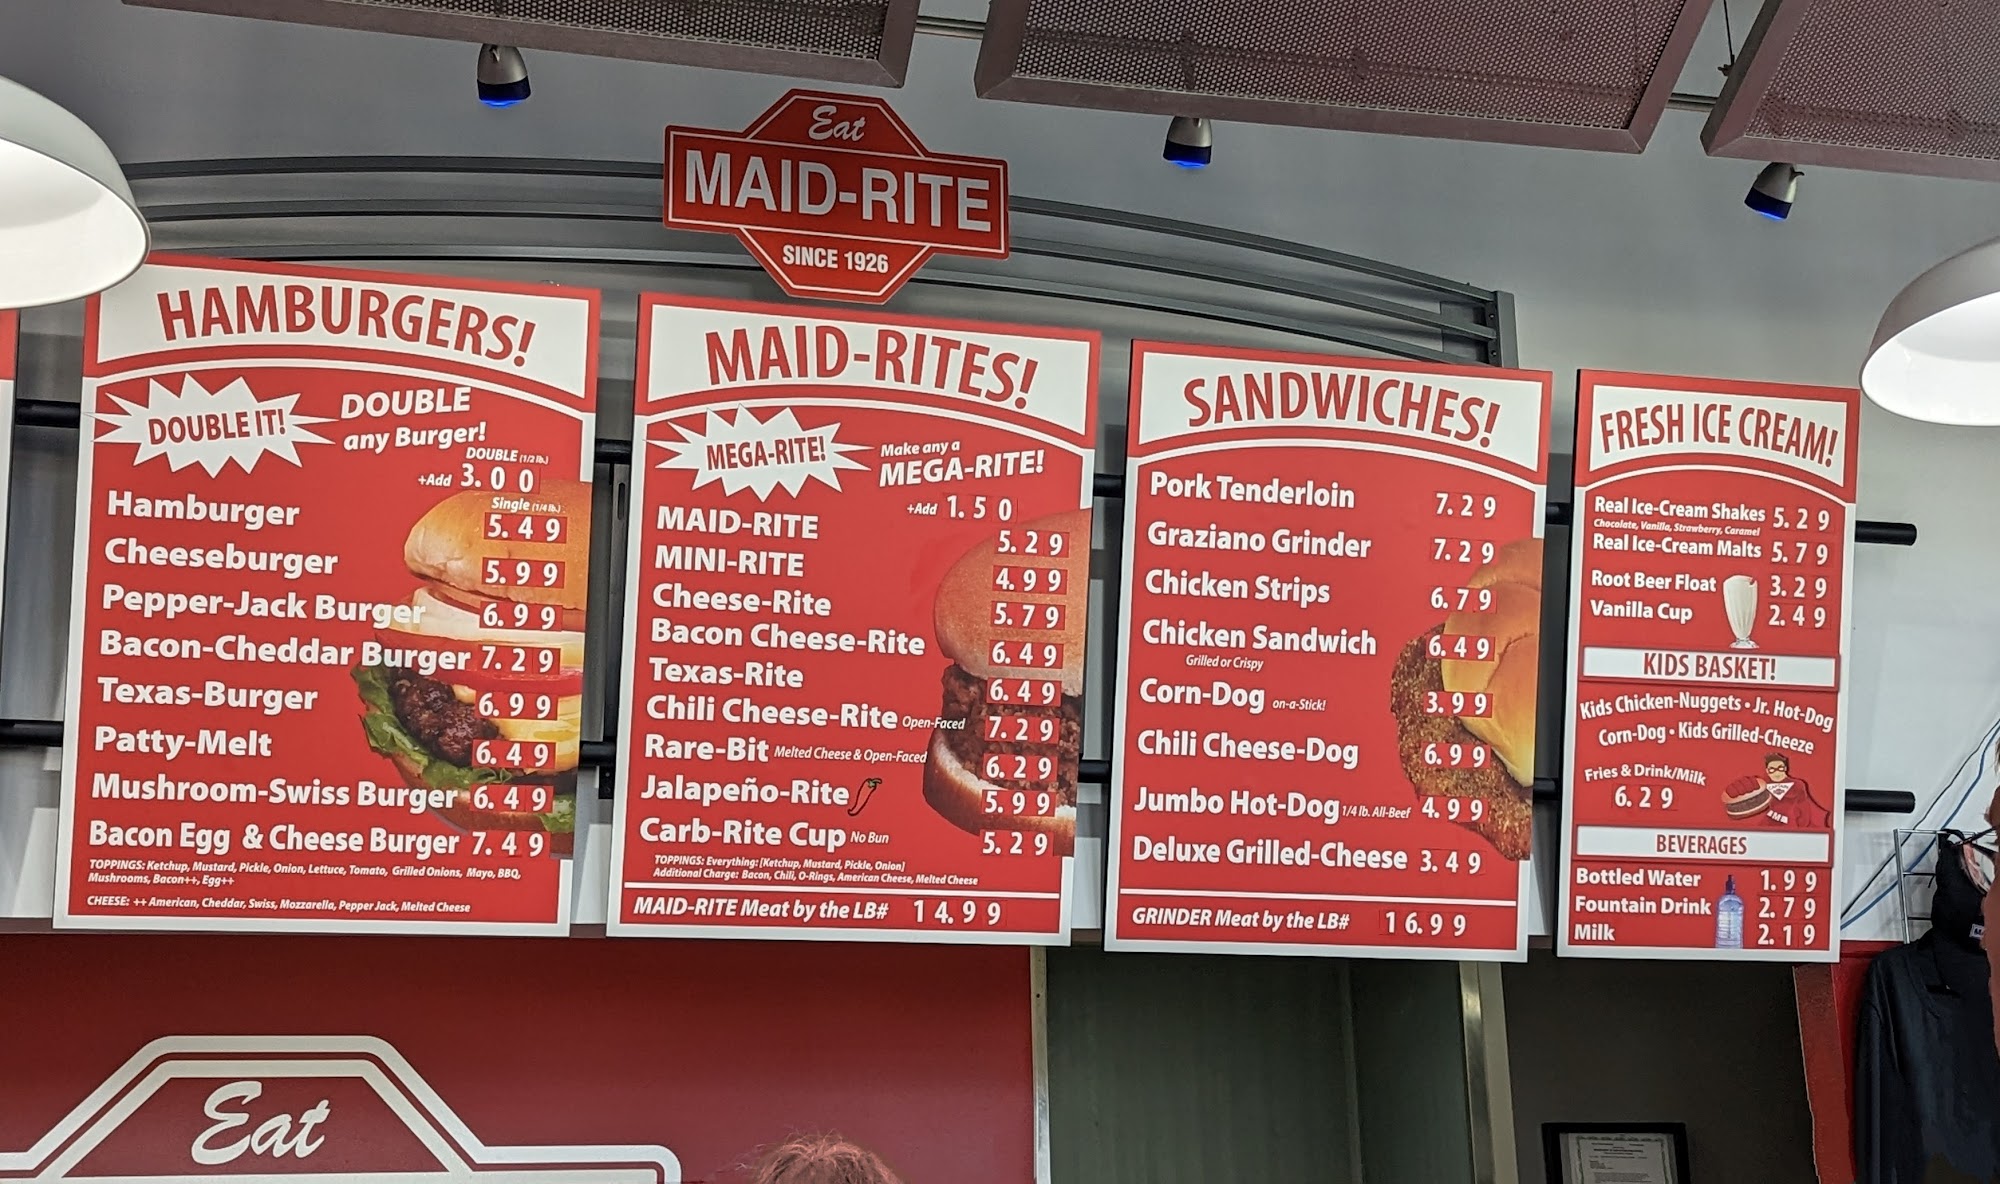 Eat
MAID-RITE
SINCE 1926
HAMBURGERS!
DOUBLE IT!
DOUBLE
any Burger!
DOUBLE (1/2 lb.)
+Add 3.00
Single (1/4 lb.)
Hamburger 5.49
Cheeseburger 5.99
Pepper-Jack Burger 6.99
Bacon-Cheddar Burger 7.29
Texas-Burger 6.99
Patty-Melt 6.49
Mushroom-Swiss Burger 6.49
Bacon Egg & Cheese Burger 7.49
TOPPINGS: Ketchup, Mustard, Pickle, Onion, Lettuce, Tomato, Grilled Onions, Mayo, BBQ,
Mushrooms, Bacon++, Egg++
CHEESE: ++ American, Cheddar, Swiss, Mozzarella, Pepper Jack, Melted Cheese
MAID-RITES!
MEGA-RITE!
Make any a
MEGA-RITE!
+Add 1.50
MAID-RITE 5.29
MINI-RITE 4.99
Cheese-Rite 5.79
Bacon Cheese-Rite 6.49
Texas-Rite 6.49
Chili Cheese-Rite Open-Faced 7.29
Rare-Bit Melted Cheese & Open-Faced 6.29
Jalapeño-Rite 5.99
Carb-Rite Cup No Bun 5.29
TOPPINGS: Everything: [Ketchup, Mustard, Pickle, Onion]
Additional Charge: Bacon, Chili, O-Rings, American Cheese, Melted Cheese
MAID-RITE Meat by the LB# 14.99
SANDWICHES!
Pork Tenderloin 7.29
Graziano Grinder 7.29
Chicken Strips 6.79
Chicken Sandwich 6.49
Grilled or Crispy
Corn-Dog on-a-Stick! 3.99
Chili Cheese-Dog 6.99
Jumbo Hot-Dog 1/4 lb. All-Beef 4.99
Deluxe Grilled-Cheese 3.49
GRINDER Meat by the LB# 16.99
FRESH ICE CREAM!
Real Ice-Cream Shakes 5.29
Chocolate, Vanilla, Strawberry, Caramel
Real Ice-Cream Malts 5.79
Root Beer Float 3.29
Vanilla Cup 2.49
KIDS BASKET!
Kids Chicken-Nuggets • Jr. Hot-Dog
Corn-Dog • Kids Grilled-Cheeze
Fries & Drink/Milk
6.29
BEVERAGES
Bottled Water 1.99
Fountain Drink 2.79
Milk 2.19
Eat